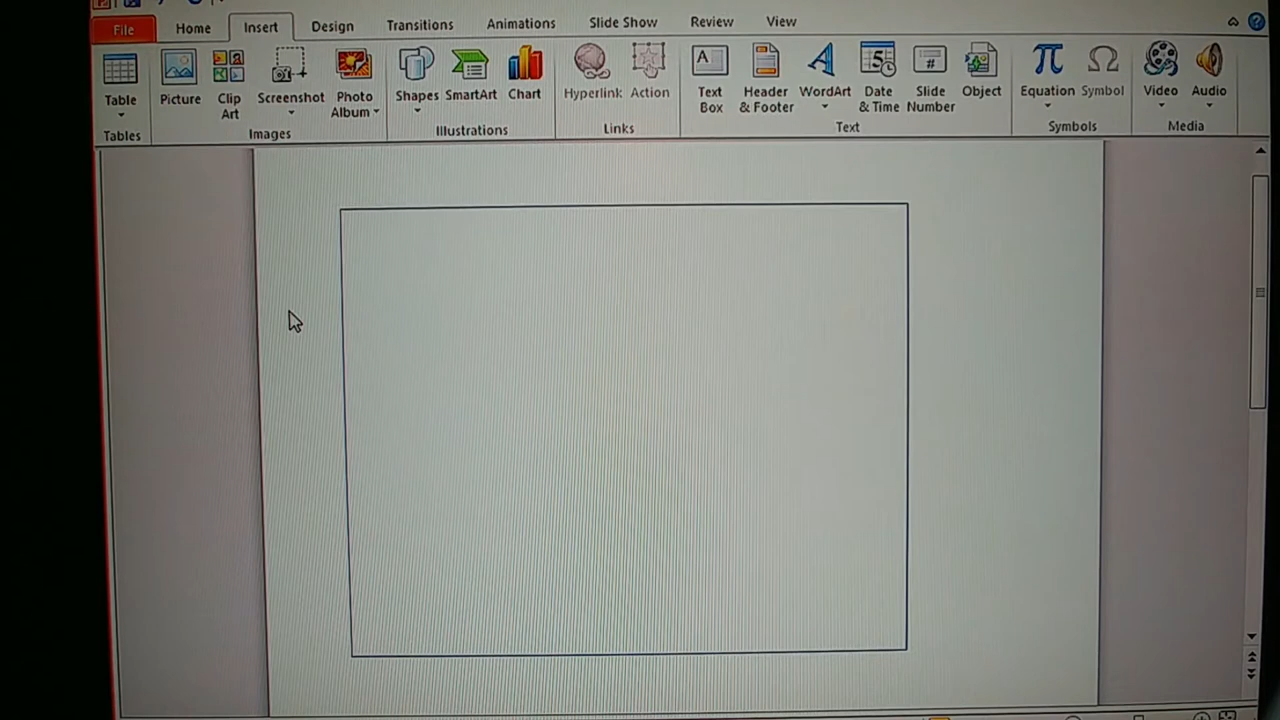 File Home Insert Design Transitions Animations Slide Show Review View
Table Picture Clip Art Screenshot Photo Album Shapes SmartArt Chart Hyperlink Action Text Box Header & Footer WordArt Date & Time Slide Number Object Equation Symbol Video Audio
Tables Images Illustrations Links Text Symbols Media